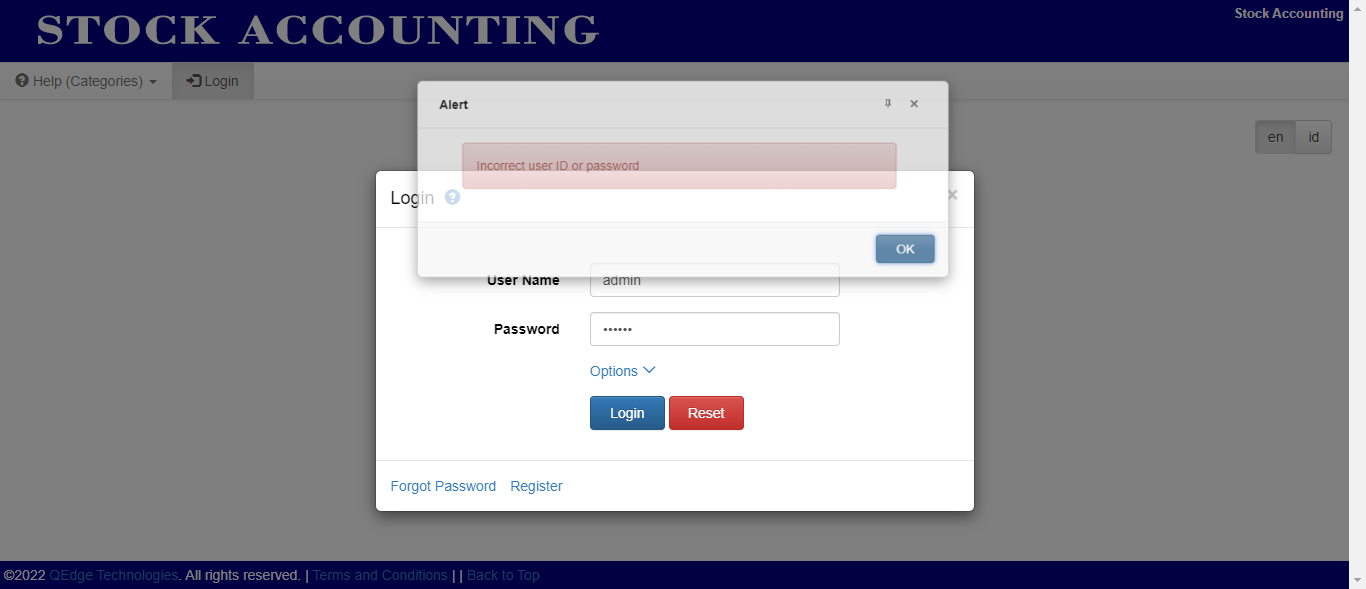 STOCK ACCOUNTING
Stock Accounting
Help (Categories)
Login
en
id
Alert
Incorrect user ID or password
OK
Login
User Name
admin
Password
••••••
Options
Login
Reset
Forgot Password
Register
©2022 QEdge Technologies. All rights reserved. | Terms and Conditions | | Back to Top